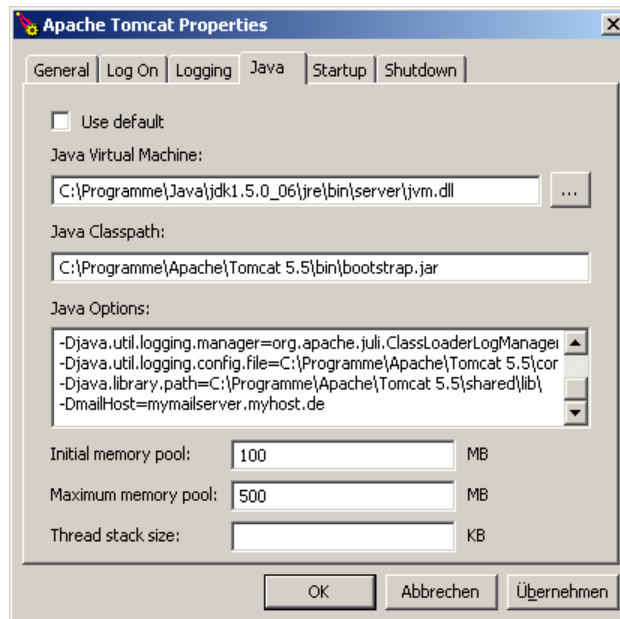 Apache Tomcat Properties
General Log On Logging Java Startup Shutdown
Use default
Java Virtual Machine:
C:\Programme\Java\jdk1.5.0_06\jre\bin\server\jvm.dll ...
Java Classpath:
C:\Programme\Apache\Tomcat 5.5\bin\bootstrap.jar
Java Options:
-Djava.util.logging.manager=org.apache.juli.ClassLoaderLogManager
-Djava.util.logging.config.file=C:\Programme\Apache\Tomcat 5.5\cor
-Djava.library.path=C:\Programme\Apache\Tomcat 5.5\shared\lib\
-DmailHost=mymailserver.myhost.de
Initial memory pool: 100 MB
Maximum memory pool: 500 MB
Thread stack size: KB
OK Abbrechen Übernehmen